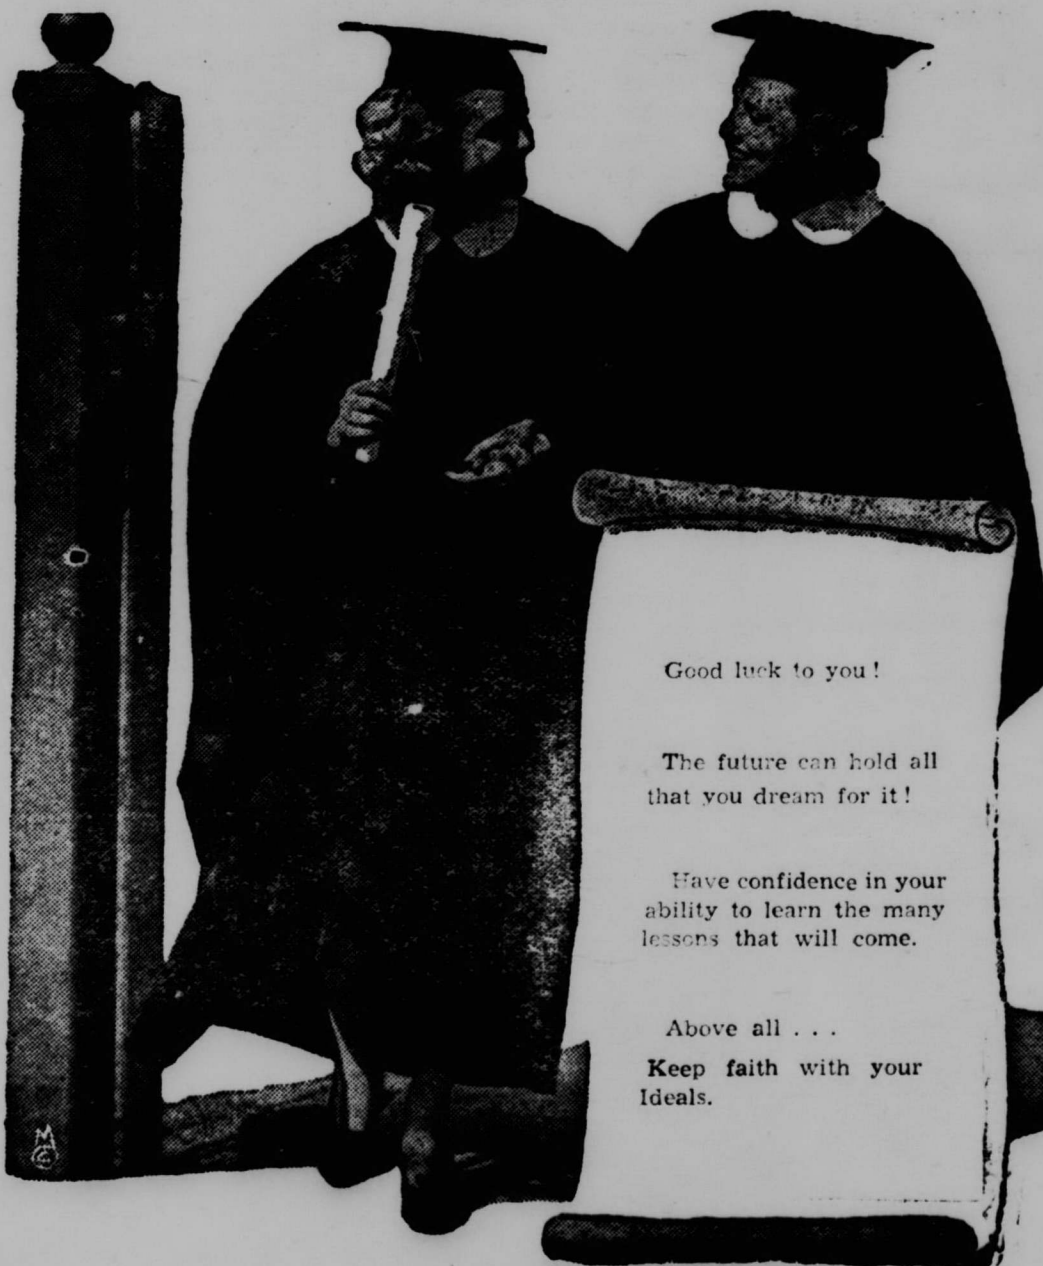 Good luck to you!
The future can hold all
that you dream for it!
Have confidence in your
ability to learn the many
lessons that will come.
Above all . . .
Keep faith with your
Ideals.